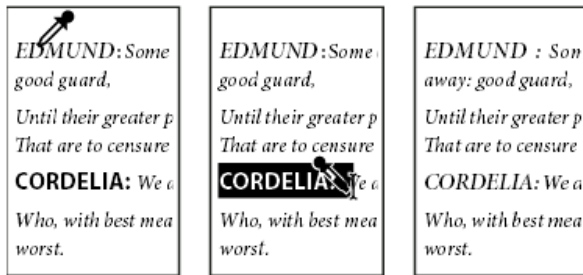 EDMUND: Some
good guard,
Until their greater p
That are to censure
CORDELIA: We a
Who, with best mea
worst.
EDMUND :Some
good guard,
Until their greater p
That are to censure
CORDELIA: We a
Who, with best mea
worst.
EDMUND : Som
away: good guard,
Until their greater p
That are to censure
CORDELIA: We a
Who, with best mea
worst.